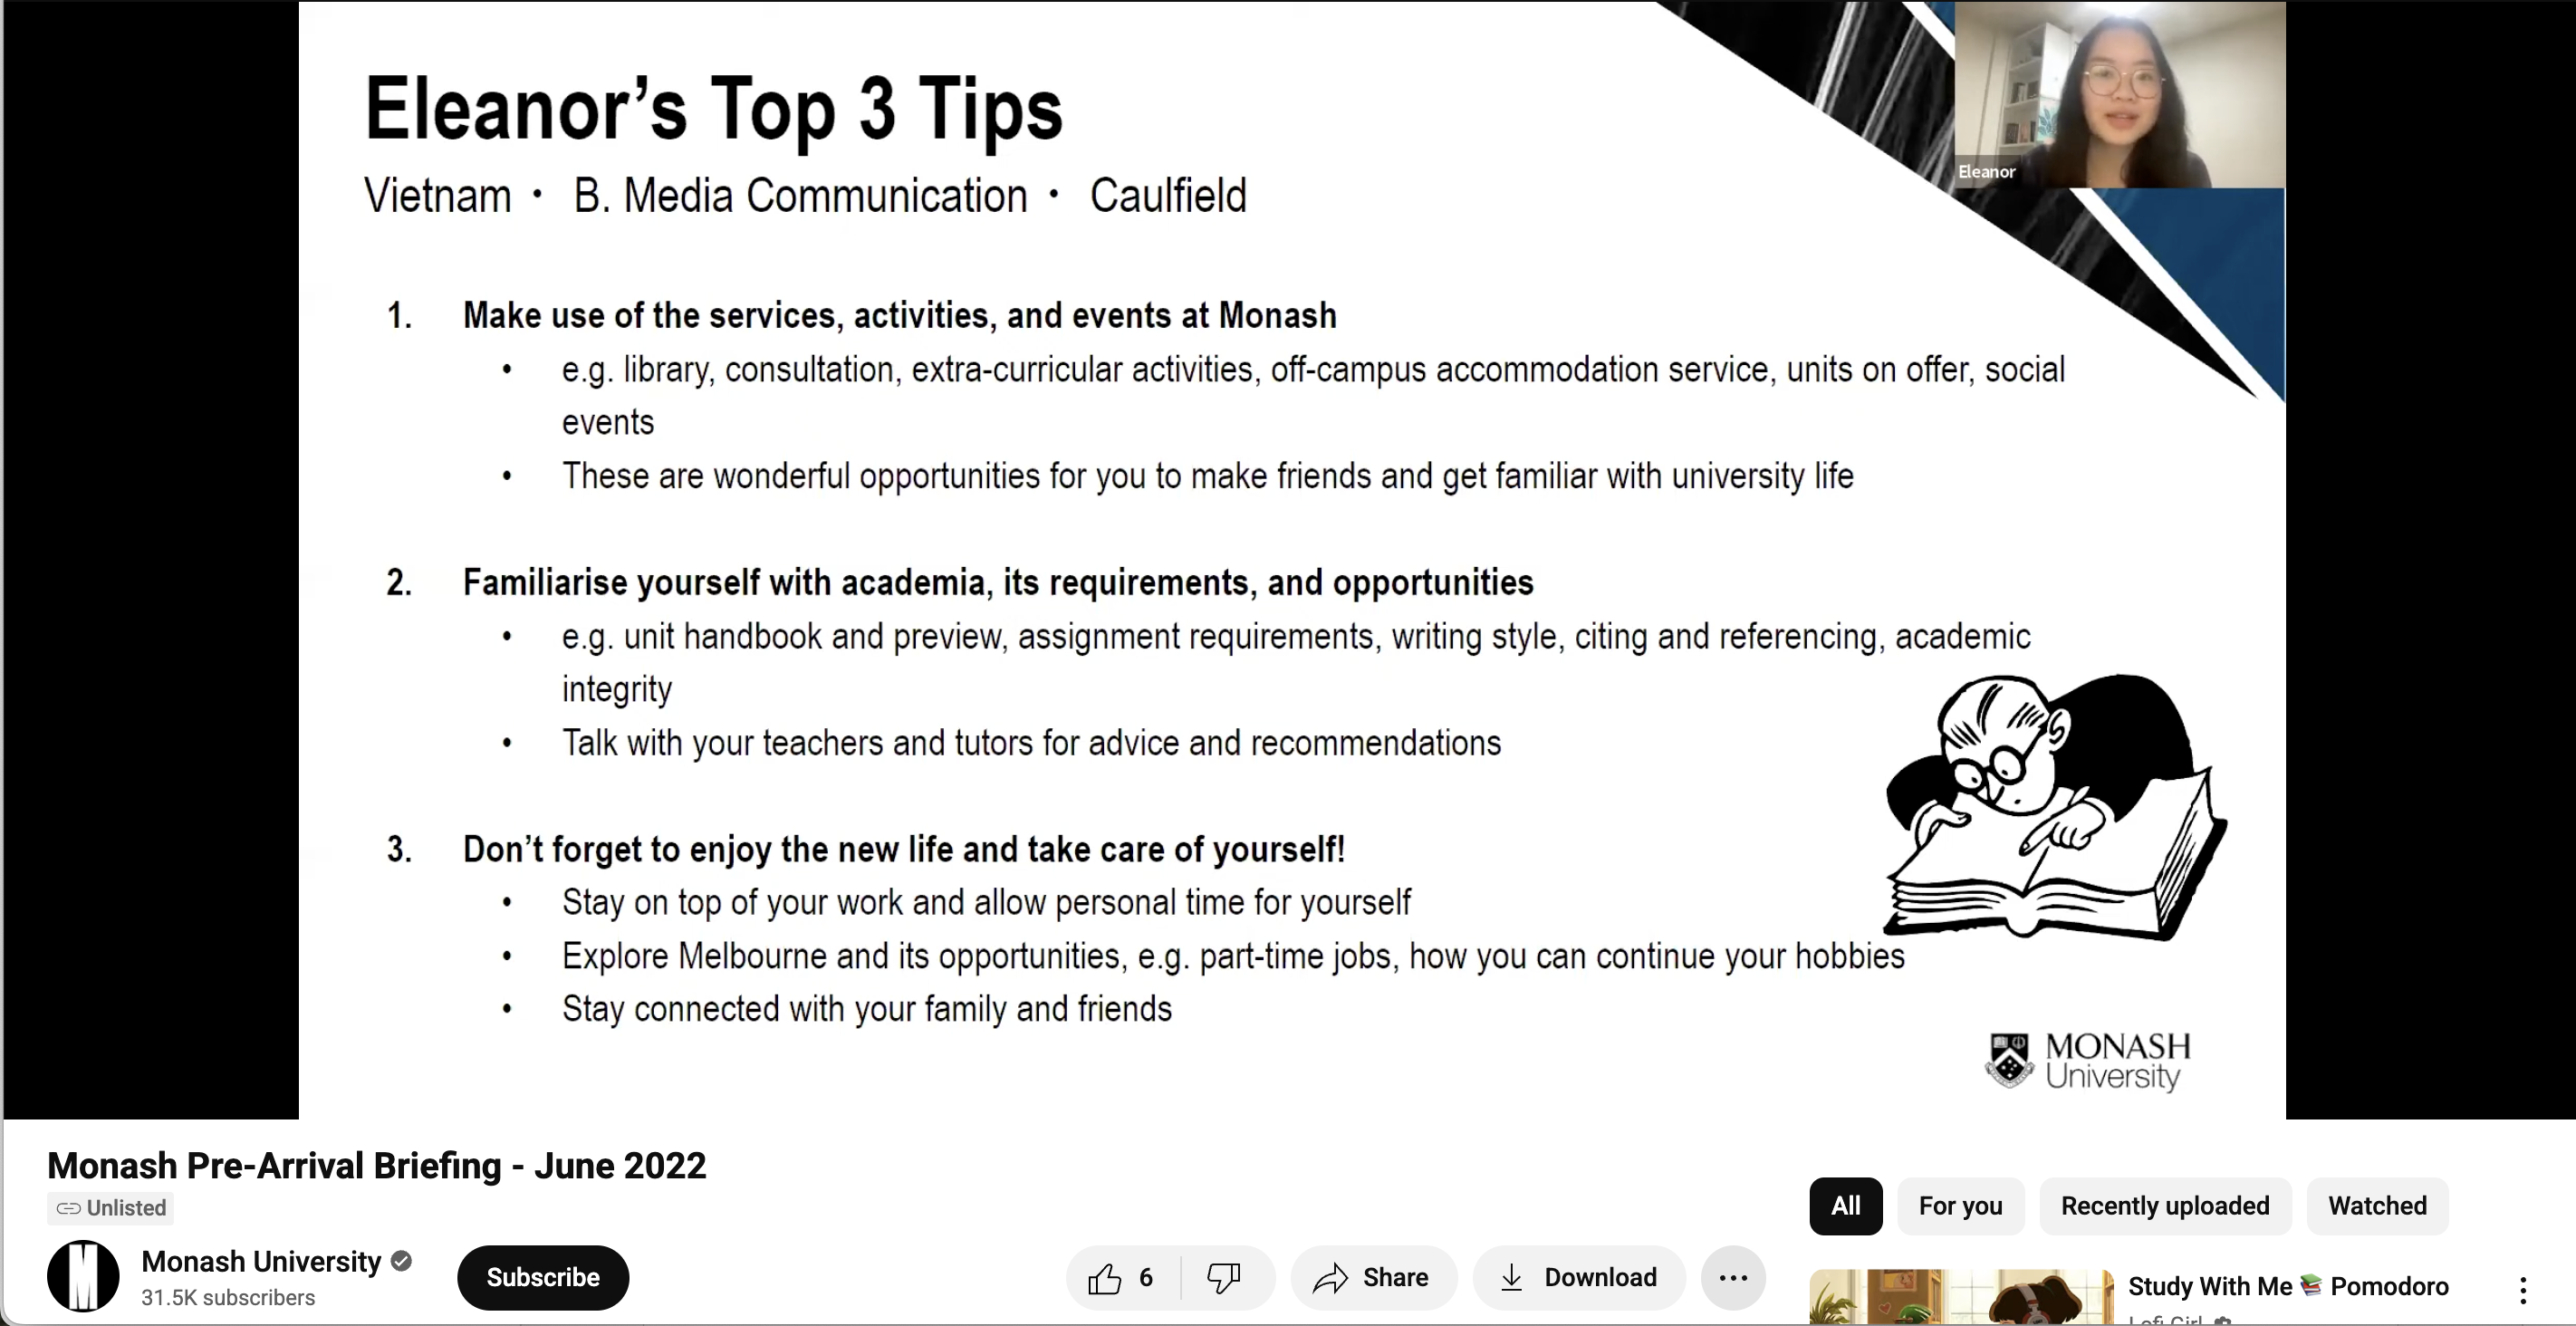 Eleanor’s Top 3 Tips
Vietnam • B. Media Communication • Caulfield
Eleanor
1. Make use of the services, activities, and events at Monash
• e.g. library, consultation, extra-curricular activities, off-campus accommodation service, units on offer, social
events
• These are wonderful opportunities for you to make friends and get familiar with university life
2. Familiarise yourself with academia, its requirements, and opportunities
• e.g. unit handbook and preview, assignment requirements, writing style, citing and referencing, academic
integrity
• Talk with your teachers and tutors for advice and recommendations
3. Don’t forget to enjoy the new life and take care of yourself!
• Stay on top of your work and allow personal time for yourself
• Explore Melbourne and its opportunities, e.g. part-time jobs, how you can continue your hobbies
• Stay connected with your family and friends
MONASH
University
Monash Pre-Arrival Briefing - June 2022
Unlisted
Monash University
31.5K subscribers
Subscribe
6
Share
Download
All
For you
Recently uploaded
Watched
Study With Me 📚 Pomodoro
Lofi Girl